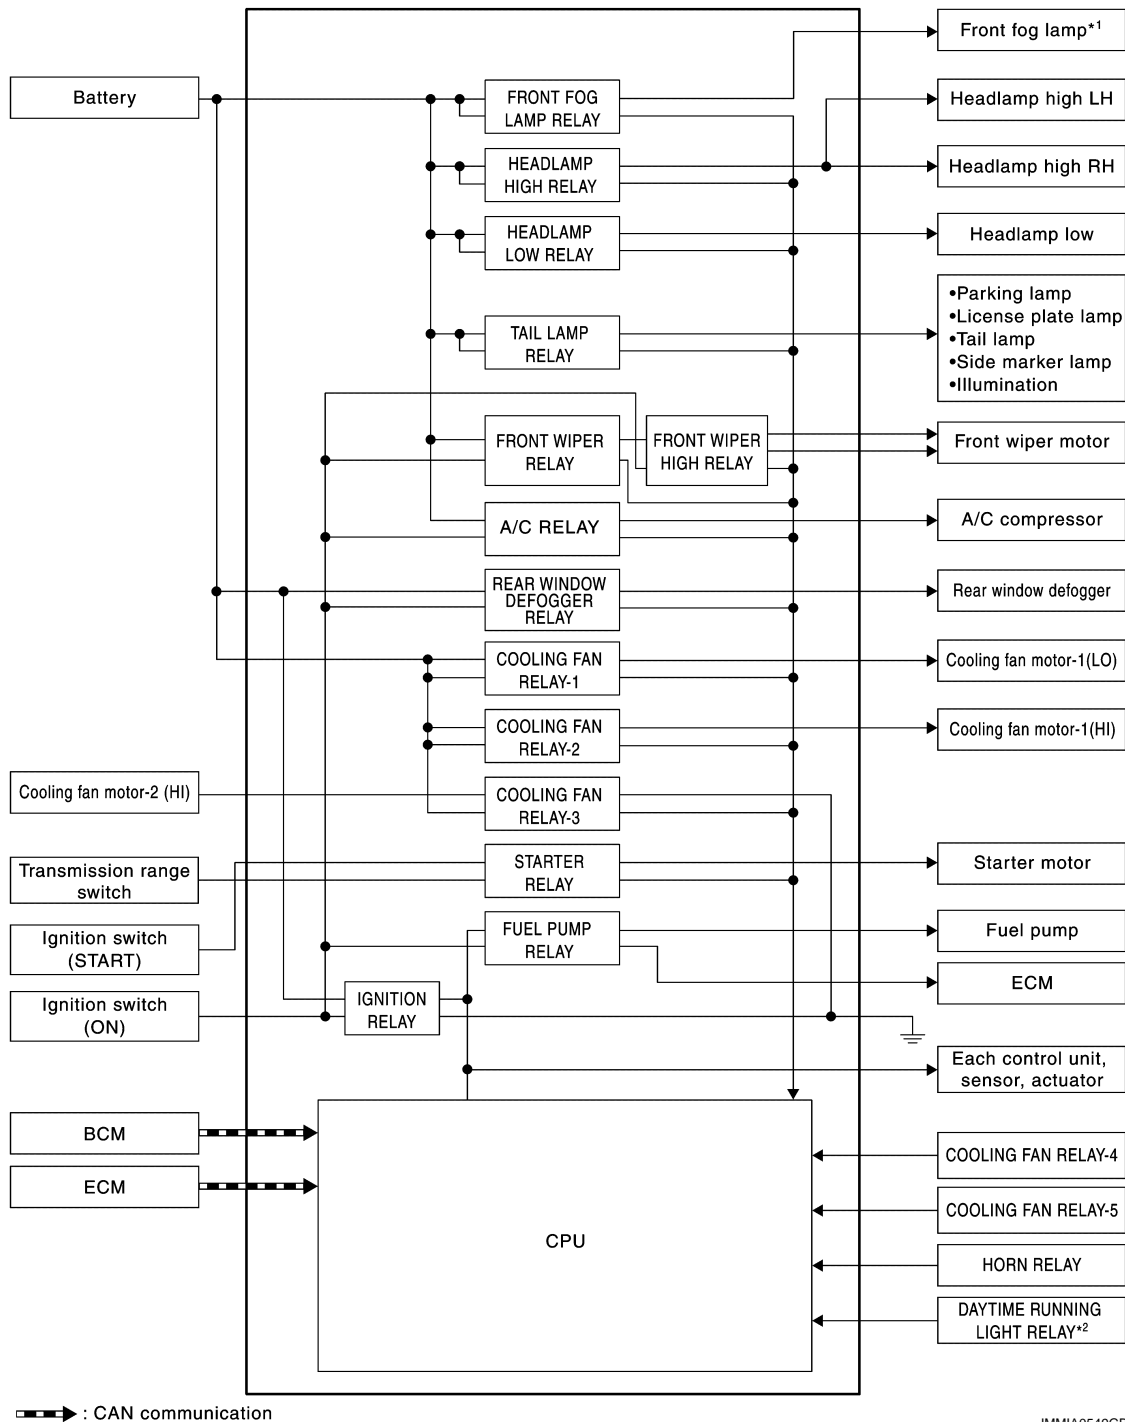 Front fog lamp*1
Battery
FRONT FOG
LAMP RELAY
Headlamp high LH
HEADLAMP
HIGH RELAY
Headlamp high RH
HEADLAMP
LOW RELAY
Headlamp low
TAIL LAMP
RELAY
•Parking lamp
•License plate lamp
•Tail lamp
•Side marker lamp
•Illumination
FRONT WIPER
RELAY
FRONT WIPER
HIGH RELAY
Front wiper motor
A/C RELAY
A/C compressor
REAR WINDOW
DEFOGGER
RELAY
Rear window defogger
COOLING FAN
RELAY-1
Cooling fan motor-1(LO)
COOLING FAN
RELAY-2
Cooling fan motor-1(HI)
Cooling fan motor-2 (HI)
COOLING FAN
RELAY-3
Transmission range
switch
STARTER
RELAY
Starter motor
Ignition switch
(START)
FUEL PUMP
RELAY
Fuel pump
ECM
Ignition switch
(ON)
IGNITION
RELAY
Each control unit,
sensor, actuator
BCM
ECM
CPU
COOLING FAN RELAY-4
COOLING FAN RELAY-5
HORN RELAY
DAYTIME RUNNING
LIGHT RELAY*2
: CAN communication